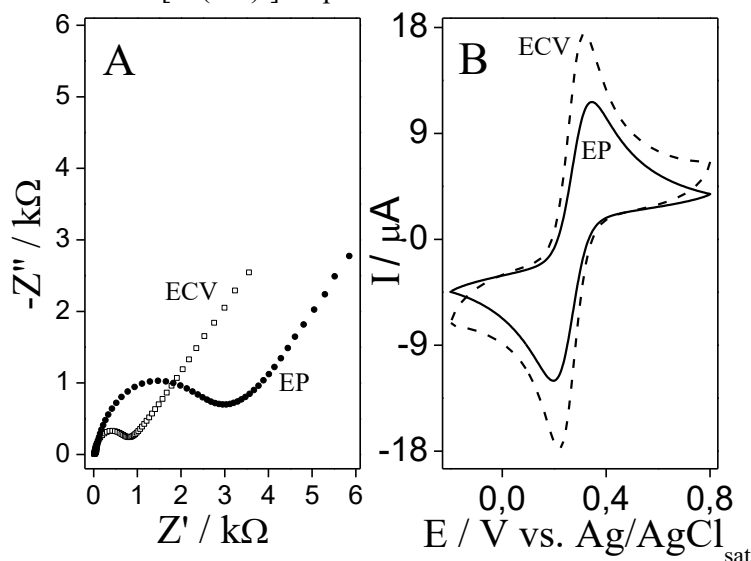 A
-Z" / kΩ
6
5
4
3
2
1
0
ECV
EP
0 1 2 3 4 5 6
Z' / kΩ
B
I / µA
18
9
-0
-9
-18
ECV
EP
0,0 0,4 0,8
E / V vs. Ag/AgCl sat